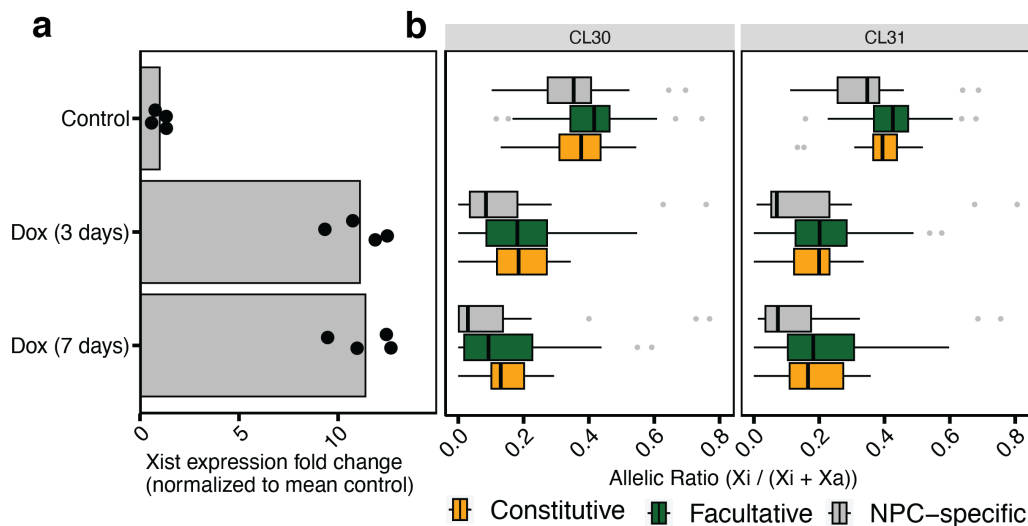 a
b
CL30
CL31
Control
Dox (3 days)
Dox (7 days)
0
5
10
0.0
0.2
0.4
0.6
0.8
0.0
0.2
0.4
0.6
0.8
Xist expression fold change
(normalized to mean control)
Allelic Ratio (Xi / (Xi + Xa))
Constitutive
Facultative
NPC-specific